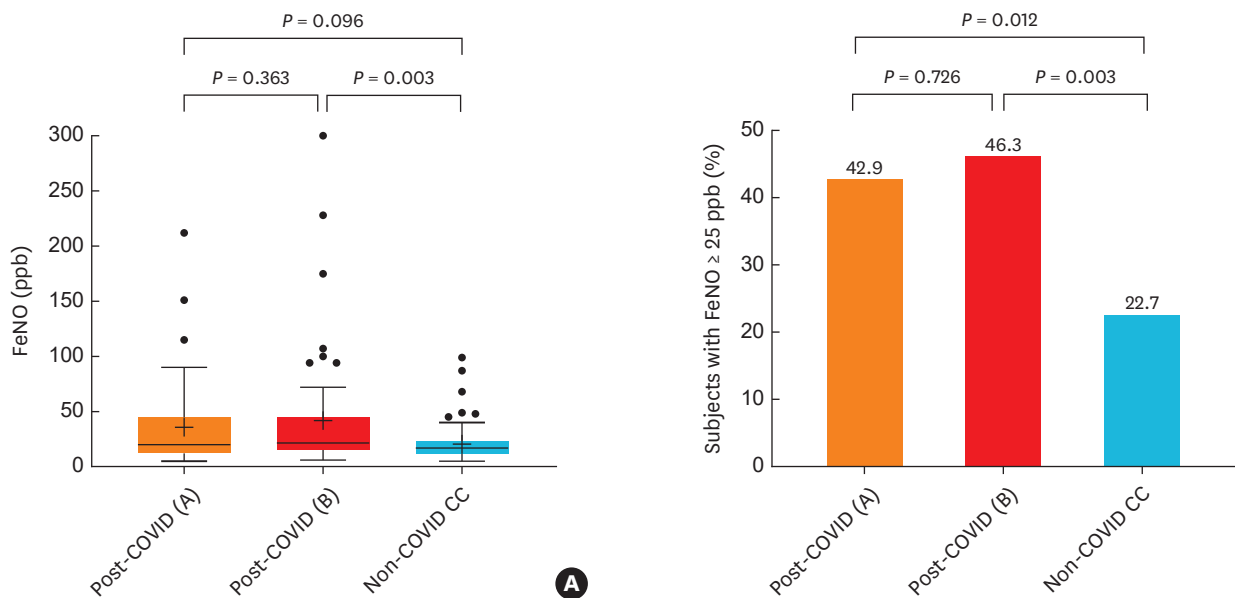 P = 0.096
P = 0.363
P = 0.003
FeNO (ppb)
300
250
200
150
100
50
0
Post-COVID (A)
Post-COVID (B)
Non-COVID CC
A
P = 0.012
P = 0.726
P = 0.003
Subjects with FeNO ≥ 25 ppb (%)
50
40
30
20
10
0
42.9
46.3
22.7
Post-COVID (A)
Post-COVID (B)
Non-COVID CC